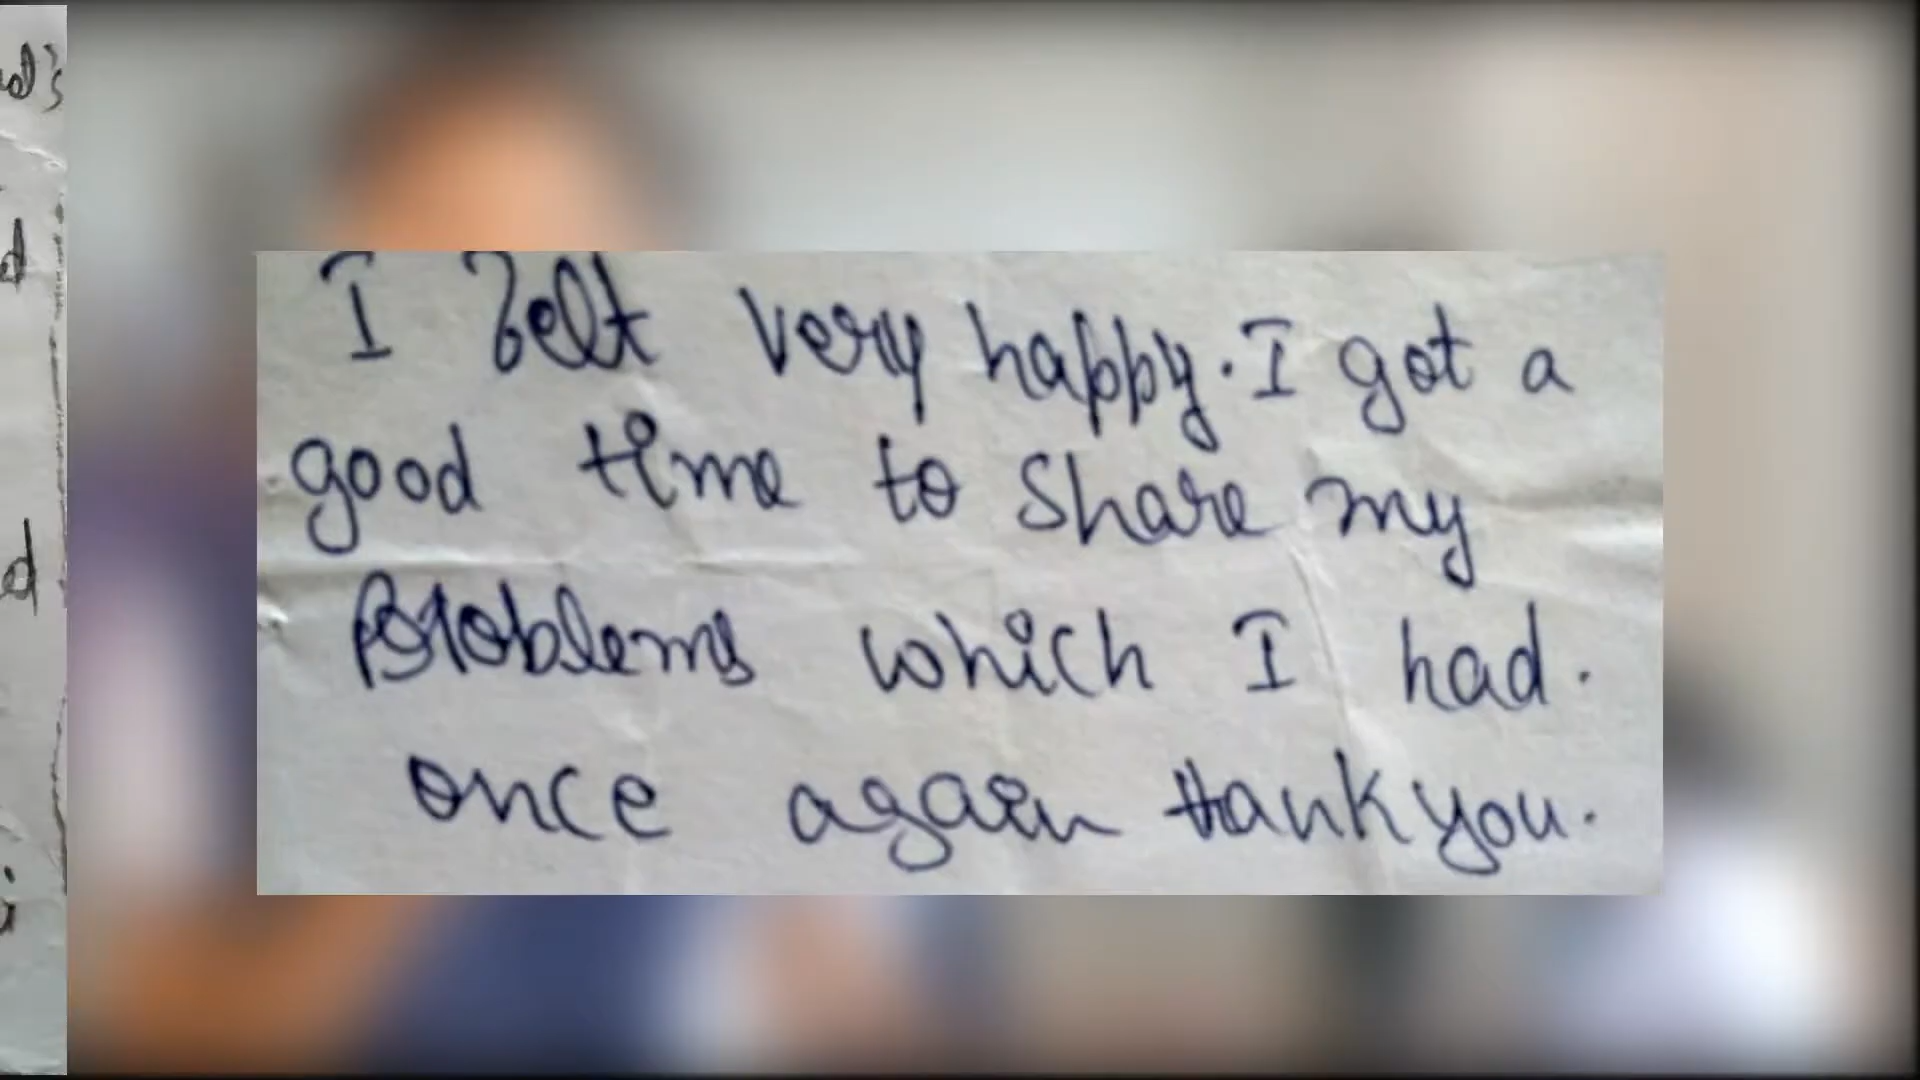 I felt very happy. I got a
good time to share my
problems which I had.
once again thank you.